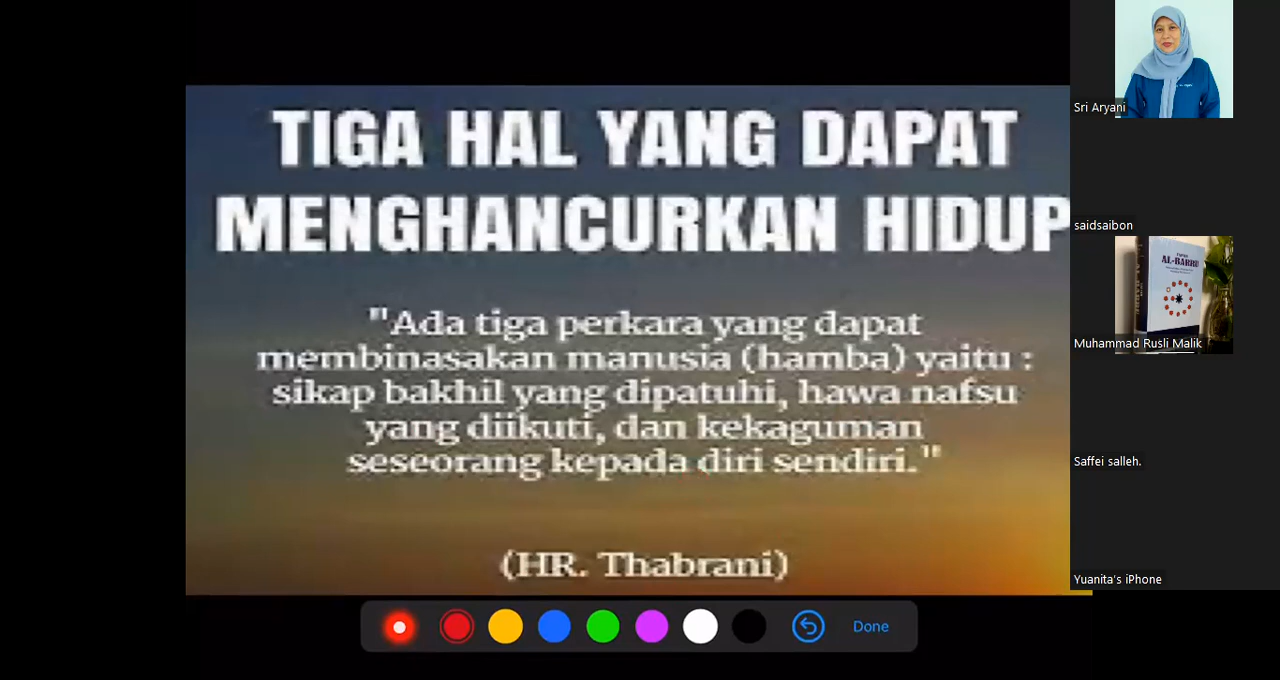 TIGA HAL YANG DAPAT
MENGHANCURKAN HIDUP
"Ada tiga perkara yang dapat
membinasakan manusia (hamba) yaitu :
sikap bakhil yang dipatuhi, hawa nafsu
yang diikuti, dan kekaguman
seseorang kepada diri sendiri."
(HR. Thabrani)
Done
Sri Aryani
saidsaibon
AL-BARRU
Muhammad Rusli Malik
Saffei salleh.
Yuanita's iPhone